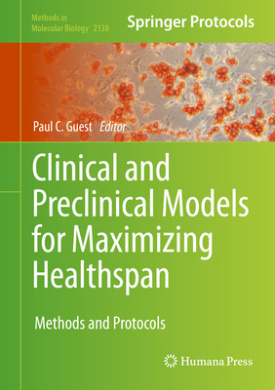 Methods in
Molecular Biology 2138
Springer Protocols
Paul C. Guest Editor
Clinical and
Preclinical Models
for Maximizing
Healthspan
Methods and Protocols
Humana Press